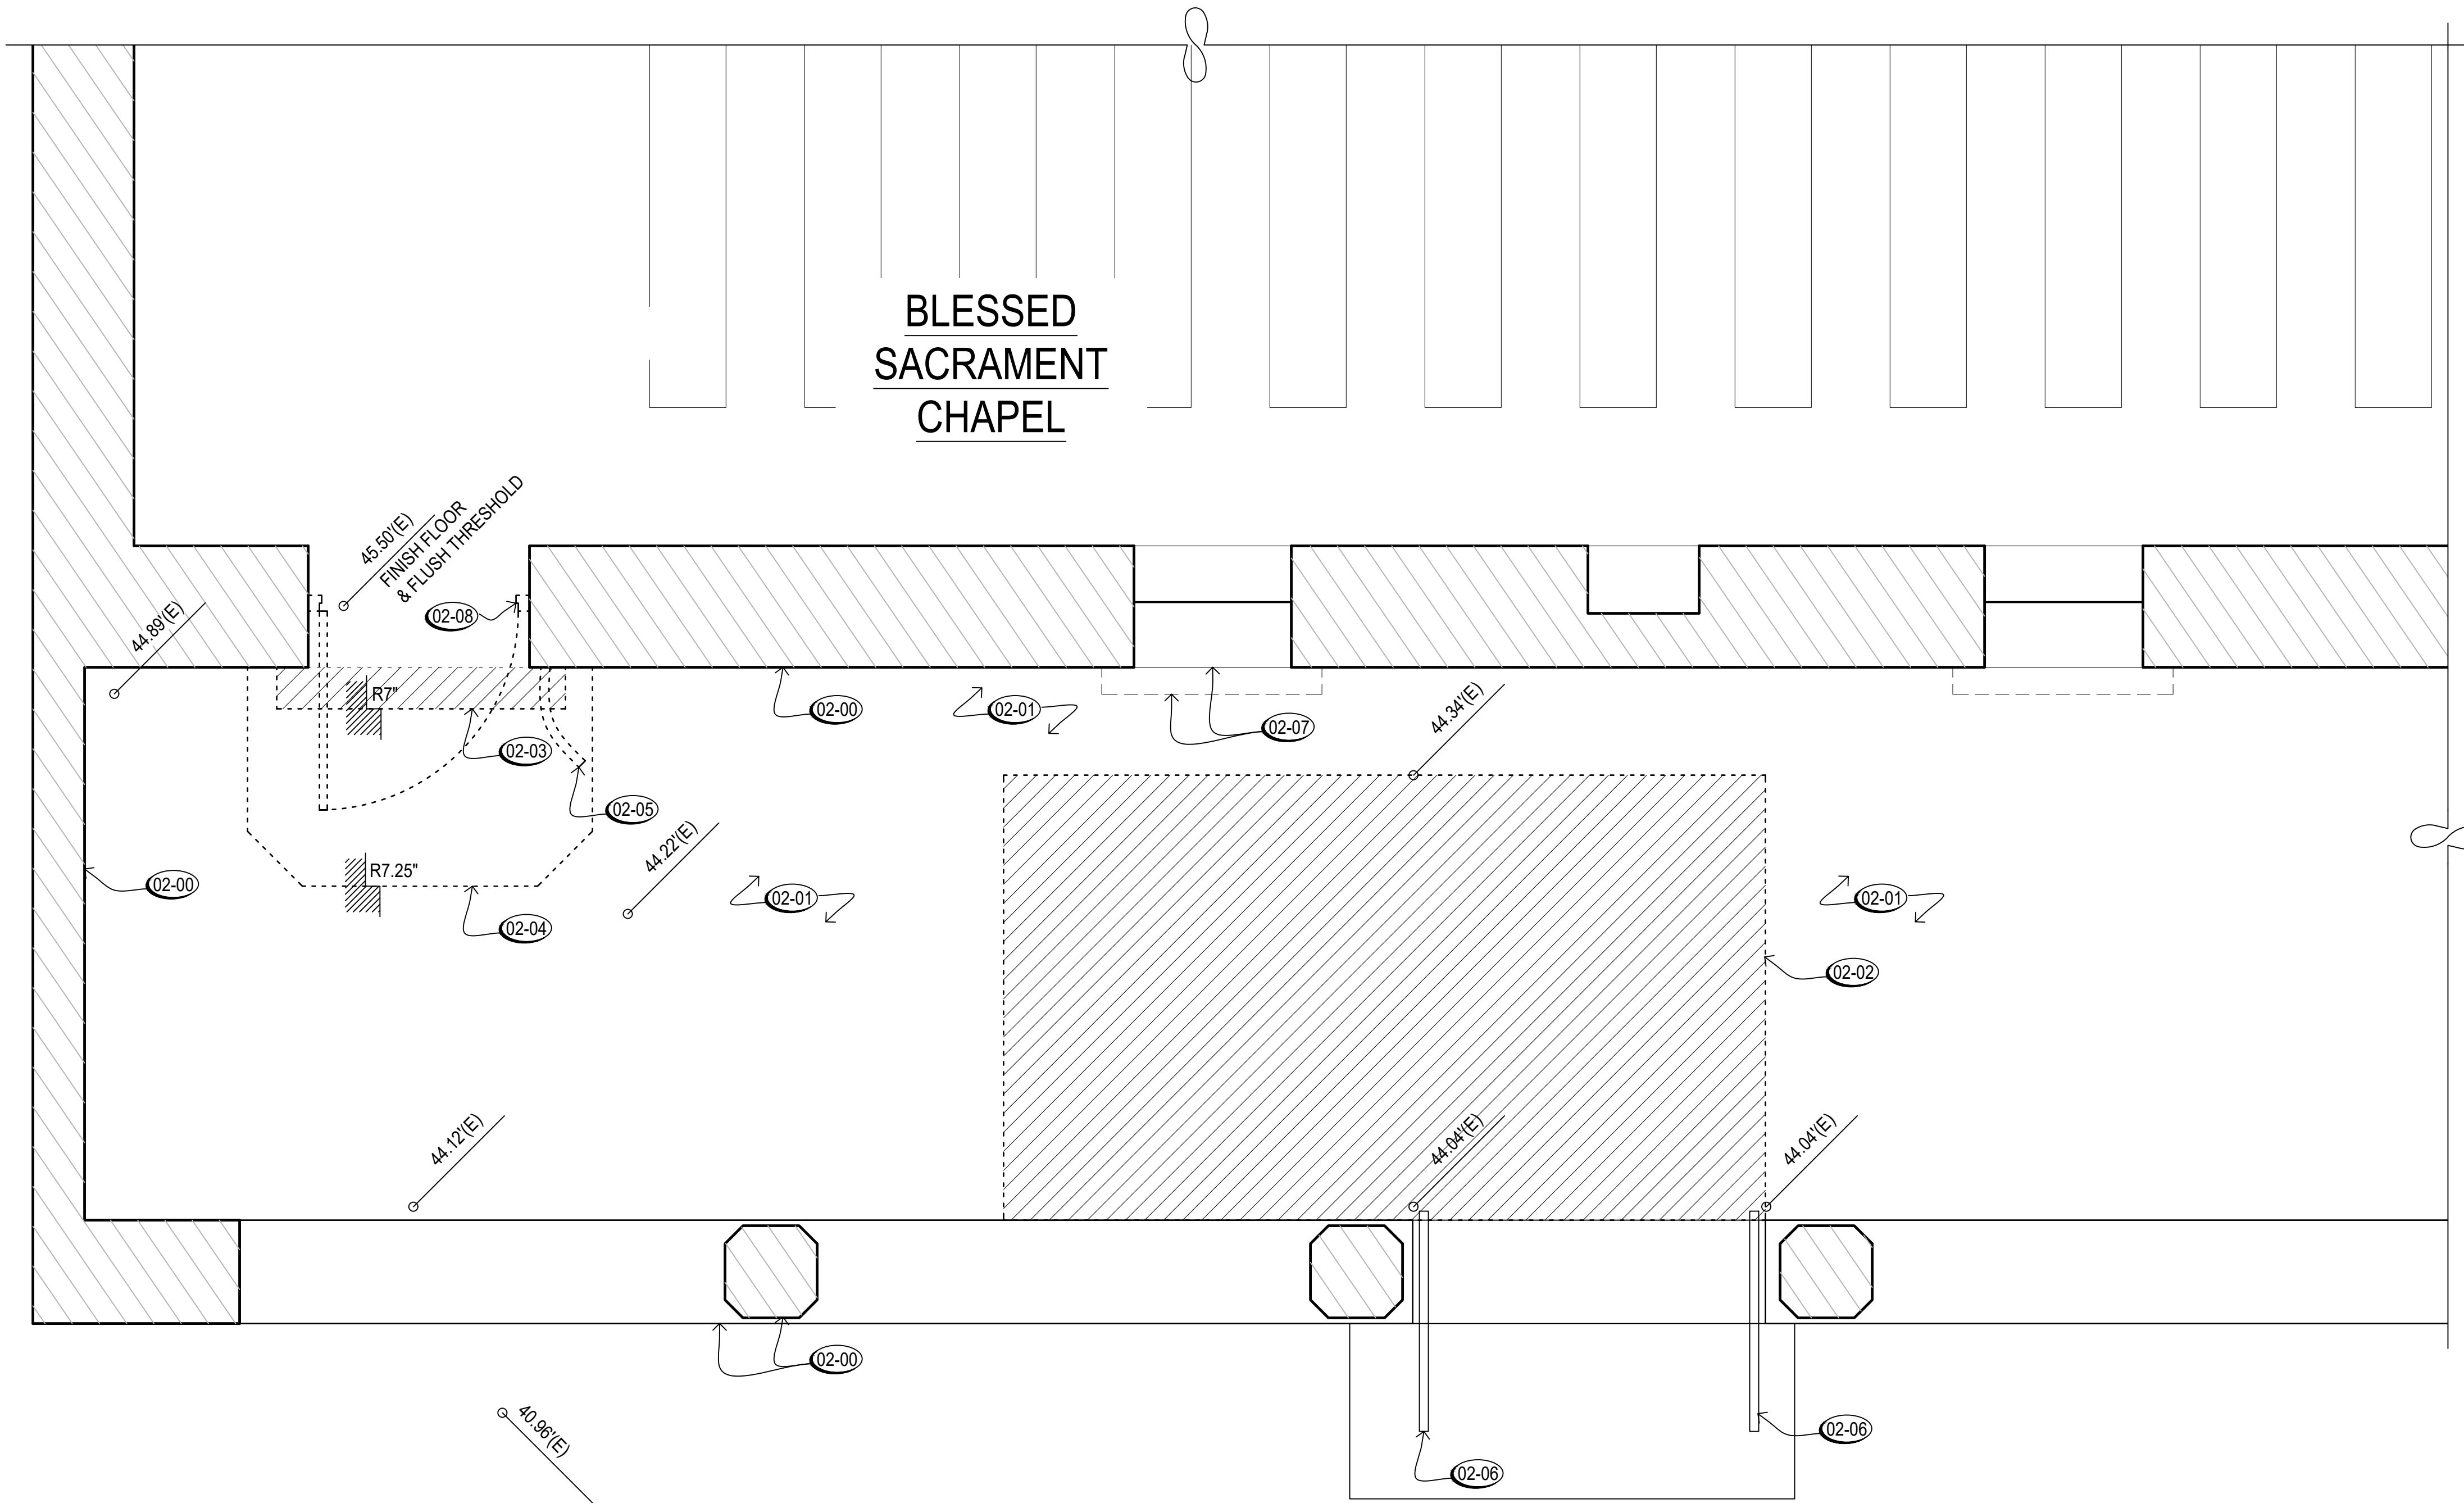 BLESSED
SACRAMENT
CHAPEL
45.50'(E)
FINISH FLOOR
& FLUSH THRESHOLD
02-08
44.89'(E)
R7"
02-00
02-01
02-07
44.34'(E)
02-03
02-05
44.22'(E)
R7.25"
02-00
02-01
02-01
02-04
02-02
44.12'(E)
44.04'(E)
44.04'(E)
02-00
40.96'(E)
02-06
02-06